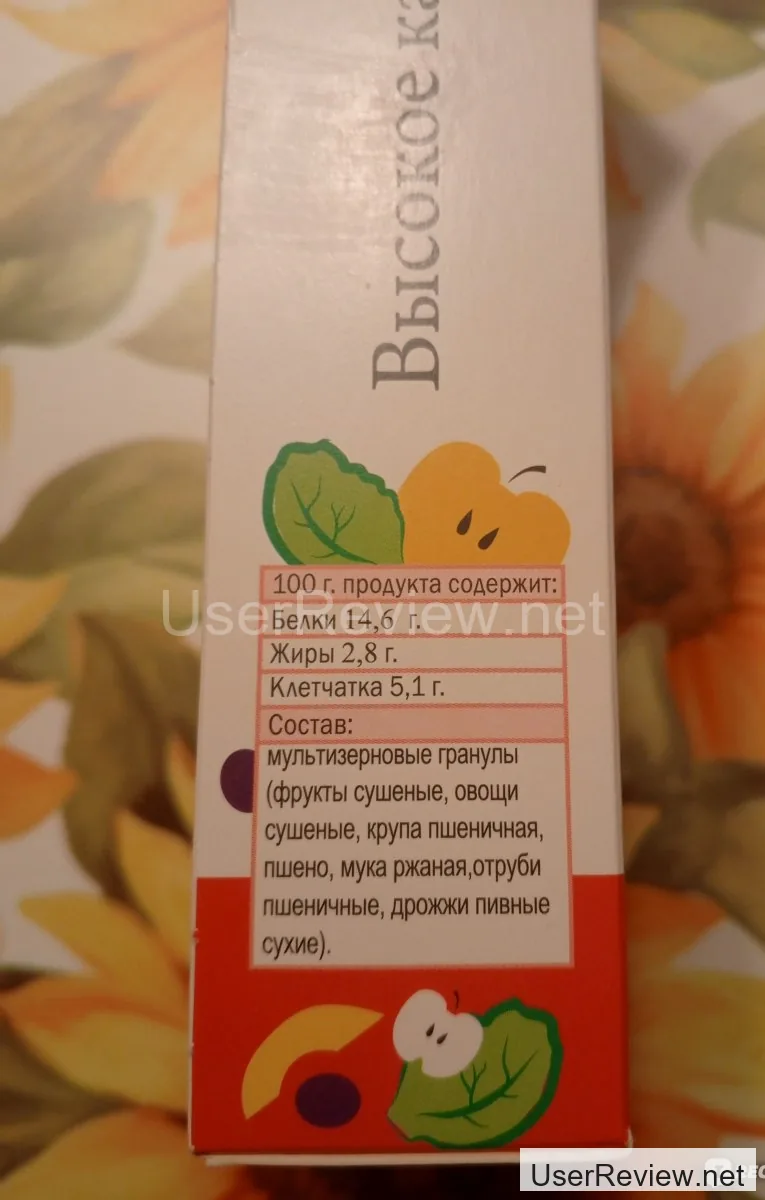 Высокое
100 г. продукта содержит:
Белки 14,6 г.
Жиры 2,8 г.
Клетчатка 5,1 г.
Состав:
мультизерновые гранулы
(фрукты сушеные, овощи
сушеные, крупа пшеничная,
пшено, мука ржаная,отруби
пшеничные, дрожжи пивные
сухие).
UserReview.net
UserReview.net